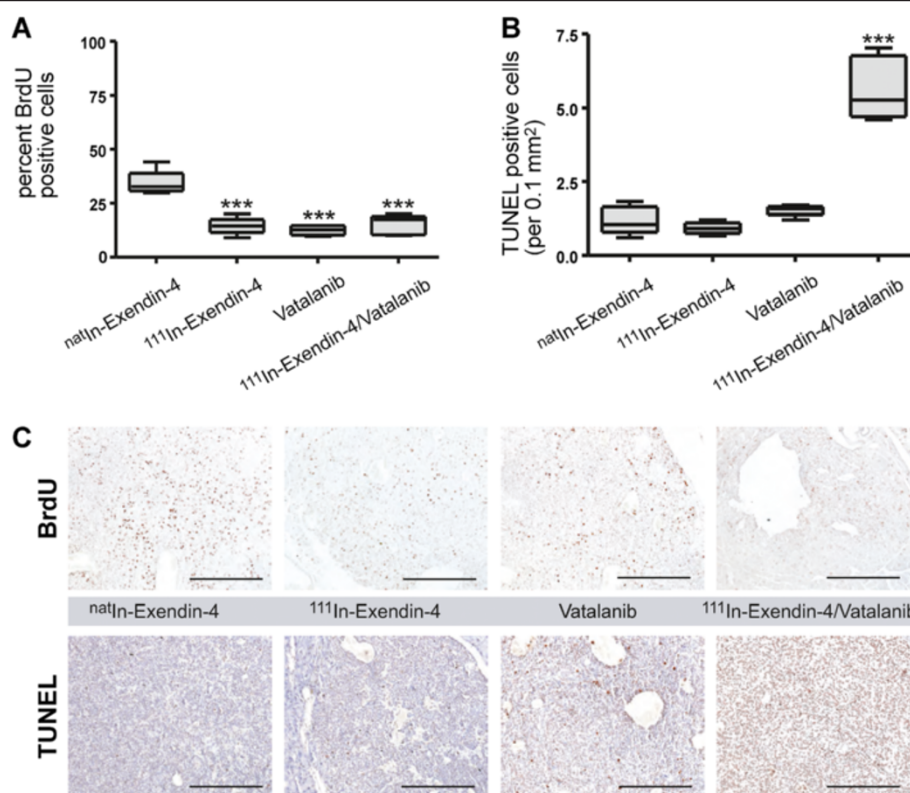 A
percent BrdU
positive cells
100
75
50
25
0
***
***
***
natIn-Exendin-4
111In-Exendin-4
Vatalanib
111In-Exendin-4/Vatalanib
B
TUNEL positive cells
(per 0.1 mm2)
7.5
5.0
2.5
0.0
***
natIn-Exendin-4
111In-Exendin-4
Vatalanib
111In-Exendin-4/Vatalanib
C
BrdU
natIn-Exendin-4 111In-Exendin-4 Vatalanib 111In-Exendin-4/Vatalanib
TUNEL